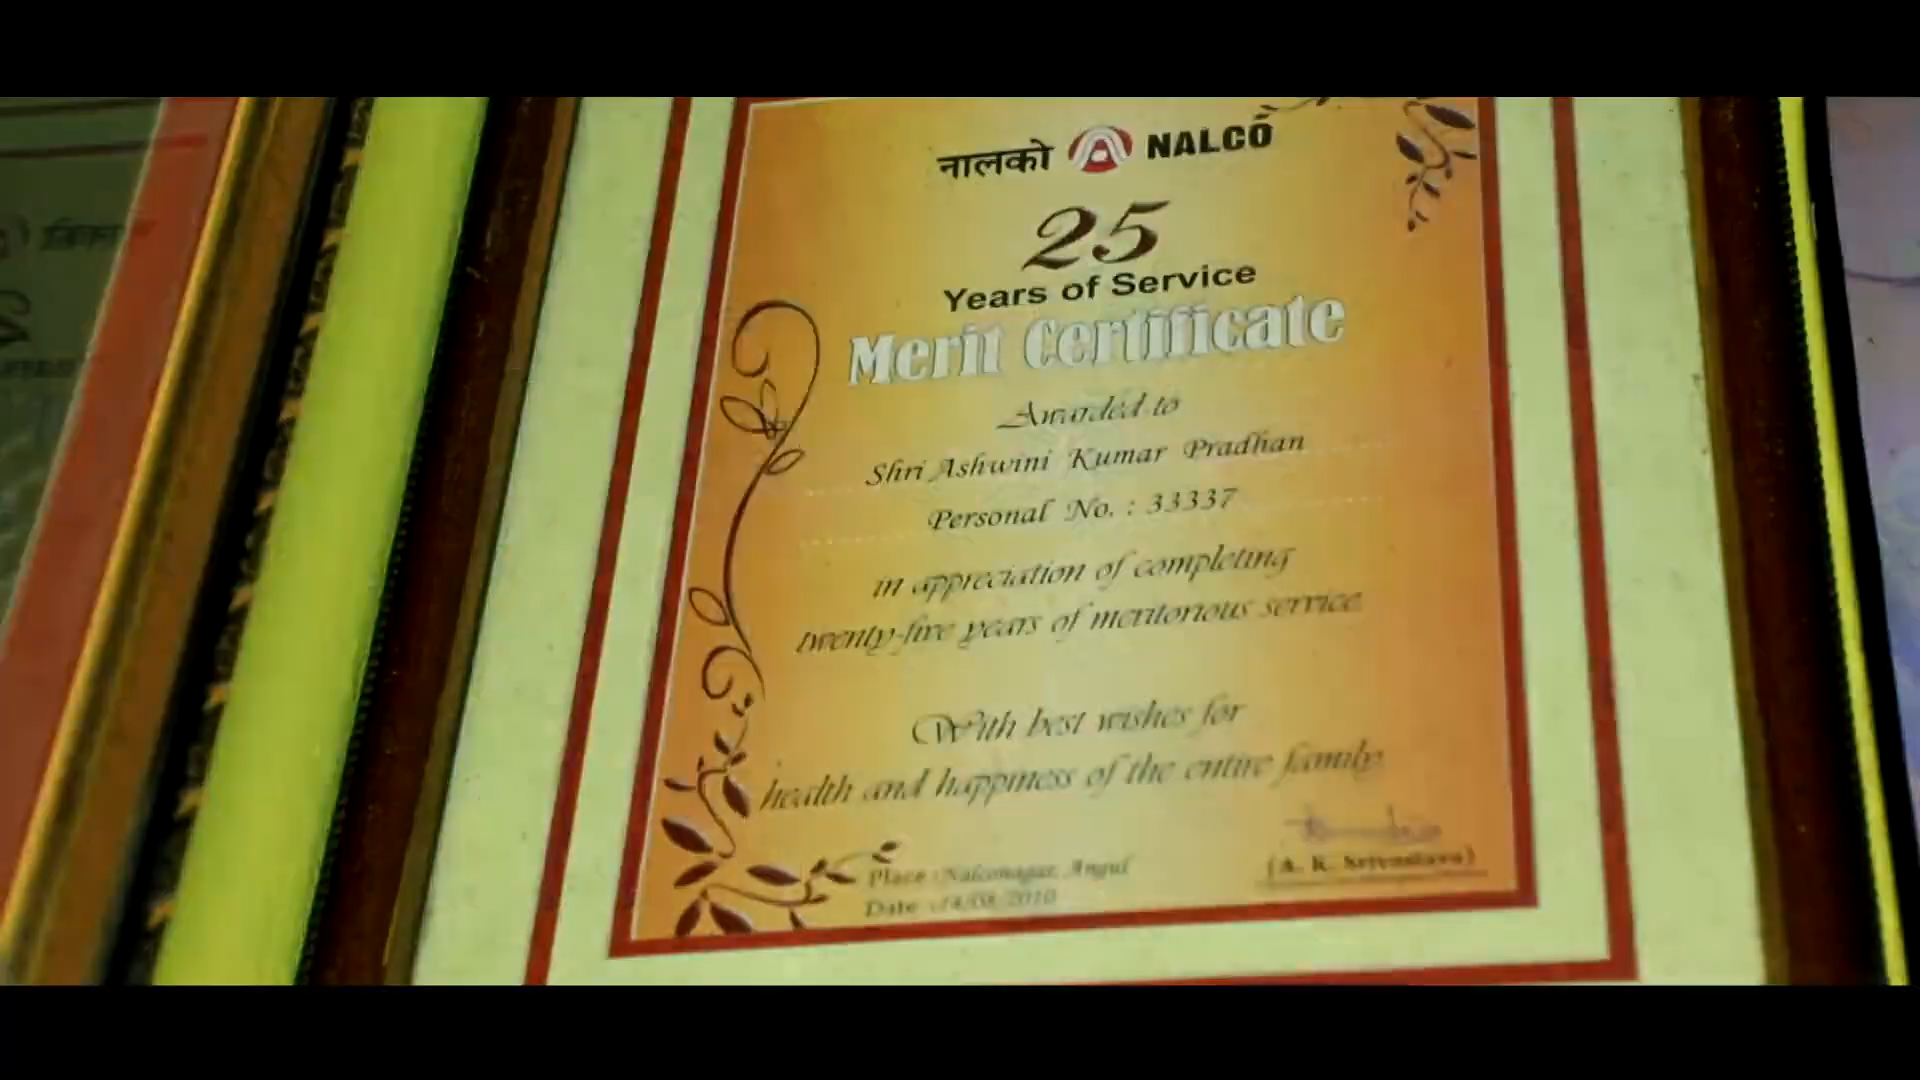 नालको NALCO
25
Years of Service
Merit Certificate
Awarded to
Shri Ashwini Kumar Pradhan
Personal No. : 33337
in appreciation of completing
twenty-five years of meritorious service
With best wishes for
health and happiness of the entire family.
Place : Nalconagar, Angul
Date :
(A. K. Srivastava)